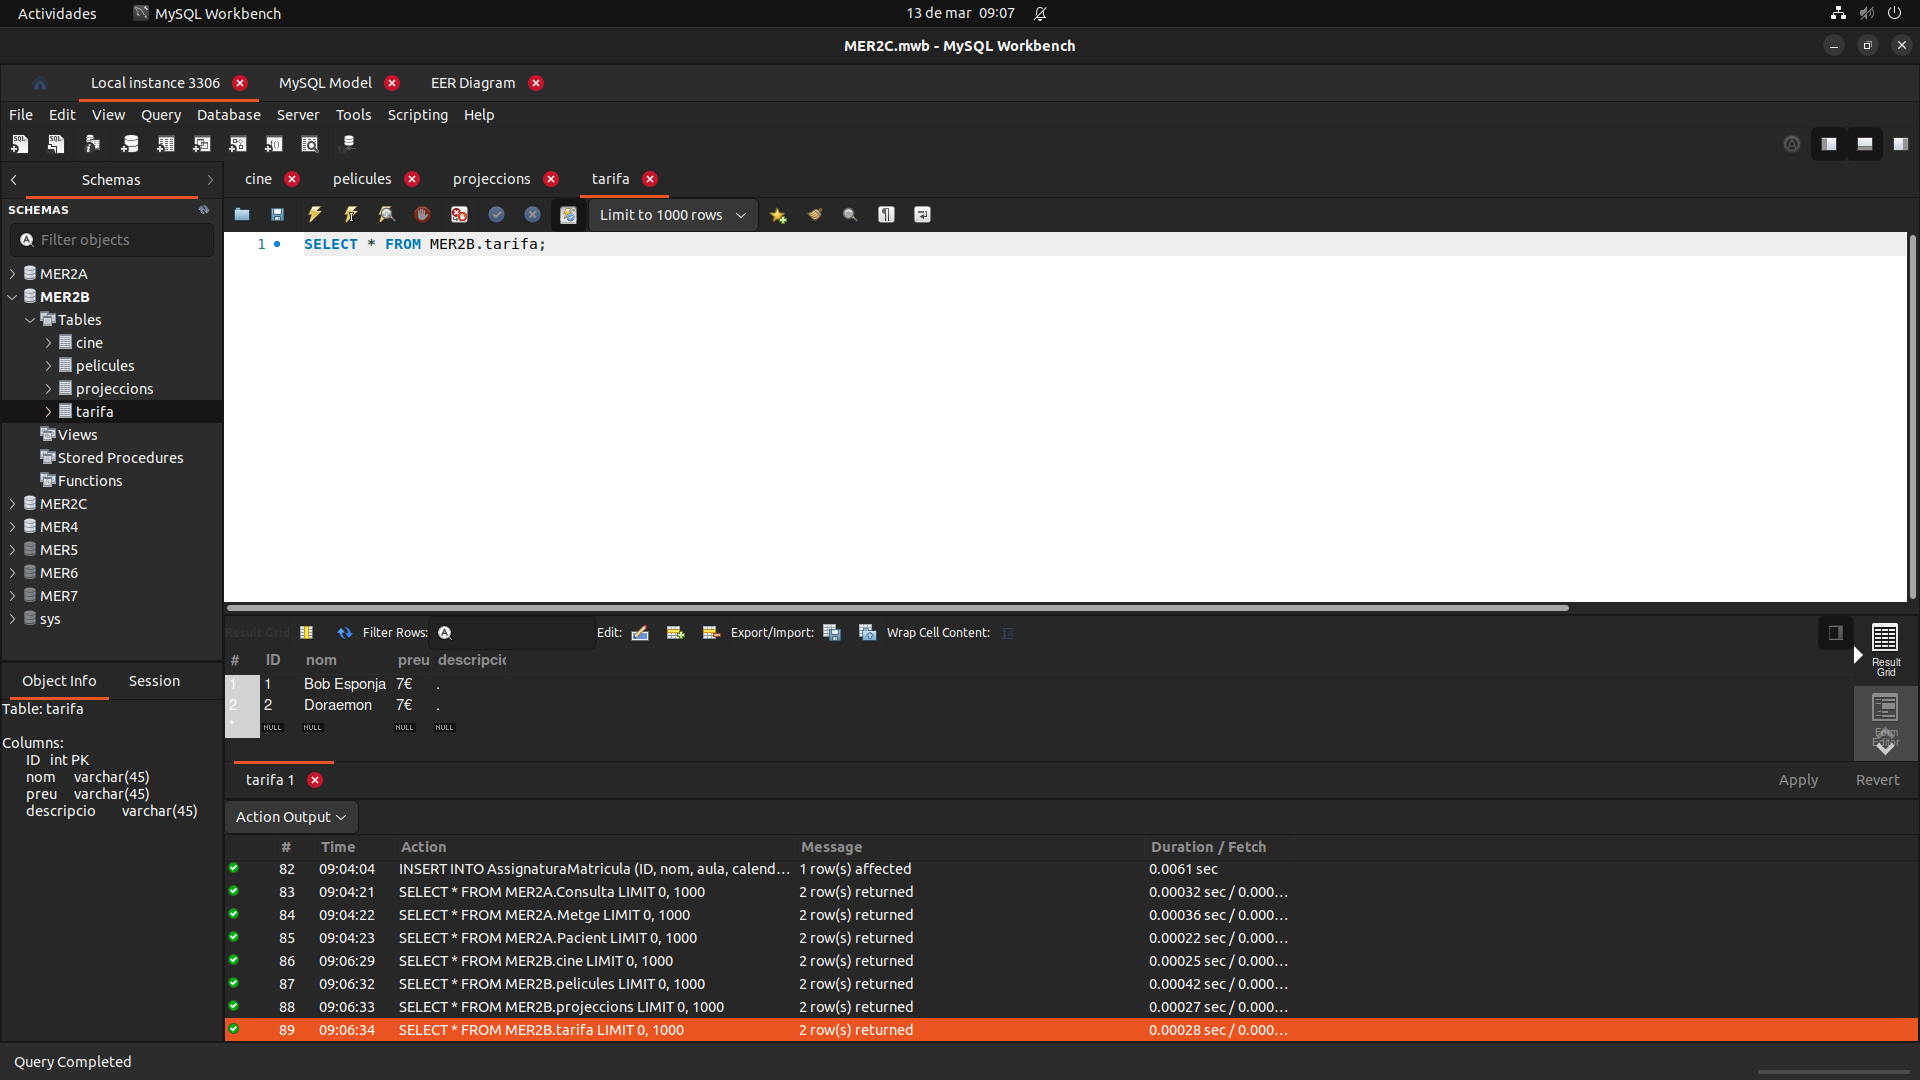 Actividades MySQL Workbench 13 de mar 09:07
MER2C.mwb - MySQL Workbench
Local instance 3306 MySQL Model EER Diagram
File Edit View Query Database Server Tools Scripting Help
Schemas
cine pelicules projeccions tarifa
SCHEMAS
Limit to 1000 rows
Filter objects
1 SELECT * FROM MER2B.tarifa;
MER2A
MER2B
Tables
cine
pelicules
projeccions
tarifa
Views
Stored Procedures
Functions
MER2C
MER4
MER5
MER6
MER7
sys
Result Grid Filter Rows: Edit: Export/Import: Wrap Cell Content:
# ID nom preu descripcic
1 1 Bob Esponja 7€ .
2 2 Doraemon 7€ .
* NULL NULL NULL NULL
Result
Grid
Form
Editor
tarifa 1 Apply Revert
Object Info Session
Table: tarifa
Columns:
ID int PK
nom varchar(45)
preu varchar(45)
descripcio varchar(45)
Action Output
# Time Action Message Duration / Fetch
82 09:04:04 INSERT INTO AssignaturaMatricula (ID, nom, aula, calend... 1 row(s) affected 0.0061 sec
83 09:04:21 SELECT * FROM MER2A.Consulta LIMIT 0, 1000 2 row(s) returned 0.00032 sec / 0.000...
84 09:04:22 SELECT * FROM MER2A.Metge LIMIT 0, 1000 2 row(s) returned 0.00036 sec / 0.000...
85 09:04:23 SELECT * FROM MER2A.Pacient LIMIT 0, 1000 2 row(s) returned 0.00022 sec / 0.000...
86 09:06:29 SELECT * FROM MER2B.cine LIMIT 0, 1000 2 row(s) returned 0.00025 sec / 0.000...
87 09:06:32 SELECT * FROM MER2B.pelicules LIMIT 0, 1000 2 row(s) returned 0.00042 sec / 0.000...
88 09:06:33 SELECT * FROM MER2B.projeccions LIMIT 0, 1000 2 row(s) returned 0.00027 sec / 0.000...
89 09:06:34 SELECT * FROM MER2B.tarifa LIMIT 0, 1000 2 row(s) returned 0.00028 sec / 0.000...
Query Completed